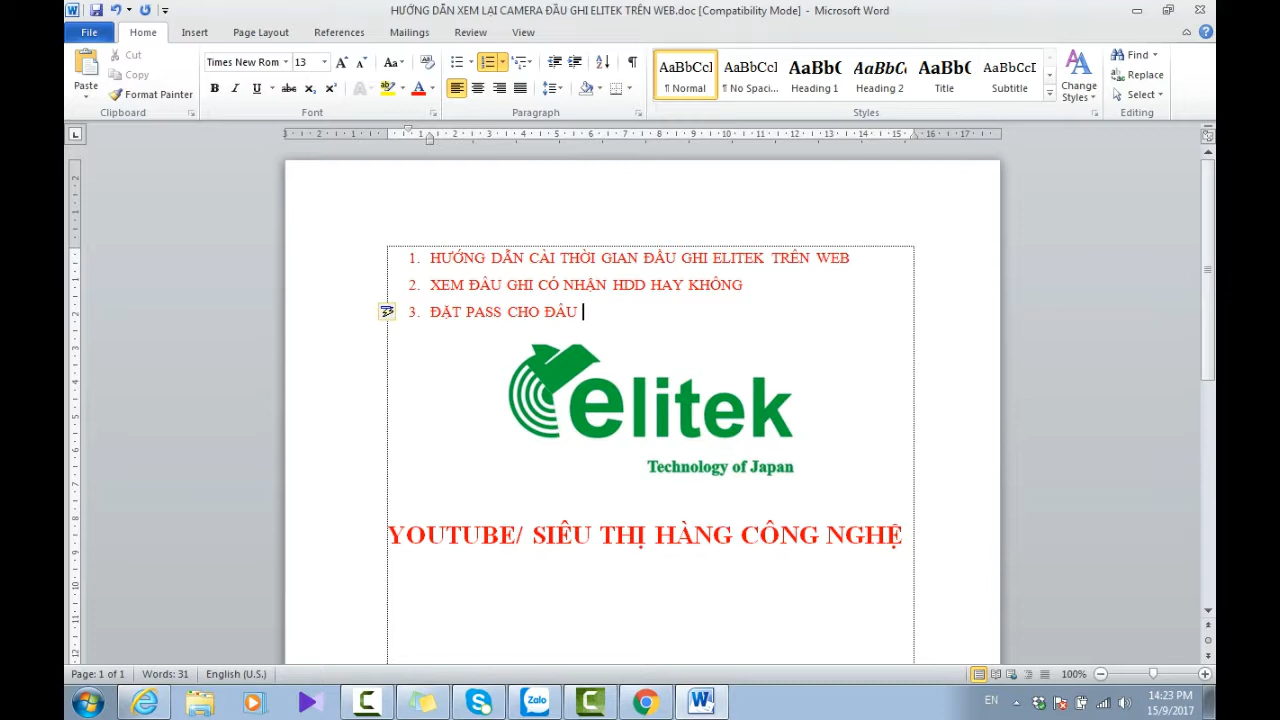 HƯỚNG DẪN XEM LẠI CAMERA ĐẦU GHI ELITEK TRÊN WEB.doc [Compatibility Mode] - Microsoft Word
File Home Insert Page Layout References Mailings Review View
Paste
Cut
Copy
Format Painter
Clipboard
Times New Rom 13
Font
Paragraph
AaBbCcI AaBbCcI AaBbC AaBbCc AaBbC AaBbCcD
¶ Normal ¶ No Spaci... Heading 1 Heading 2 Title Subtitle
Change Styles
Styles
Find
Replace
Select
Editing
1. HƯỚNG DẪN CÀI THỜI GIAN ĐẦU GHI ELITEK TRÊN WEB
2. XEM ĐẦU GHI CÓ NHẬN HDD HAY KHÔNG
3. ĐẶT PASS CHO ĐẦU
elitek
Technology of Japan
YOUTUBE/ SIÊU THỊ HÀNG CÔNG NGHỆ
Page: 1 of 1 Words: 31 English (U.S.) 100%
Zalo
EN
14:23 PM
15/9/2017